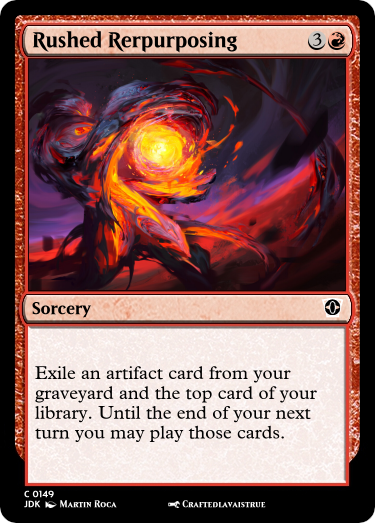 Rushed Rerpurposing 3
Sorcery
Exile an artifact card from your
graveyard and the top card of your
library. Until the end of your next
turn you may play those cards.
C 0149
JDK Martin Roca Craftedlavaistrue